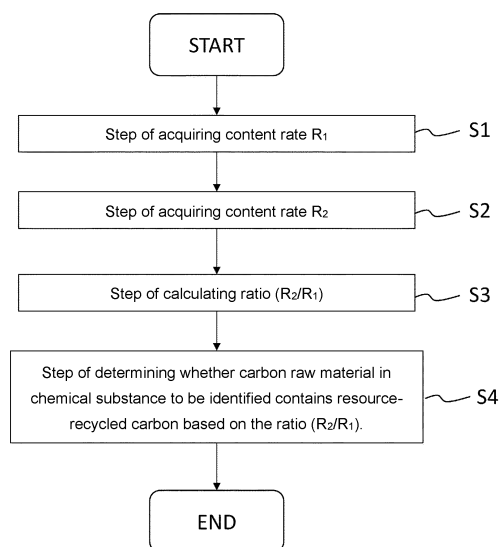 START
Step of acquiring content rate R₁
S1
Step of acquiring content rate R₂
S2
Step of calculating ratio (R₂/R₁)
S3
Step of determining whether carbon raw material in
chemical substance to be identified contains resource-
recycled carbon based on the ratio (R₂/R₁).
S4
END